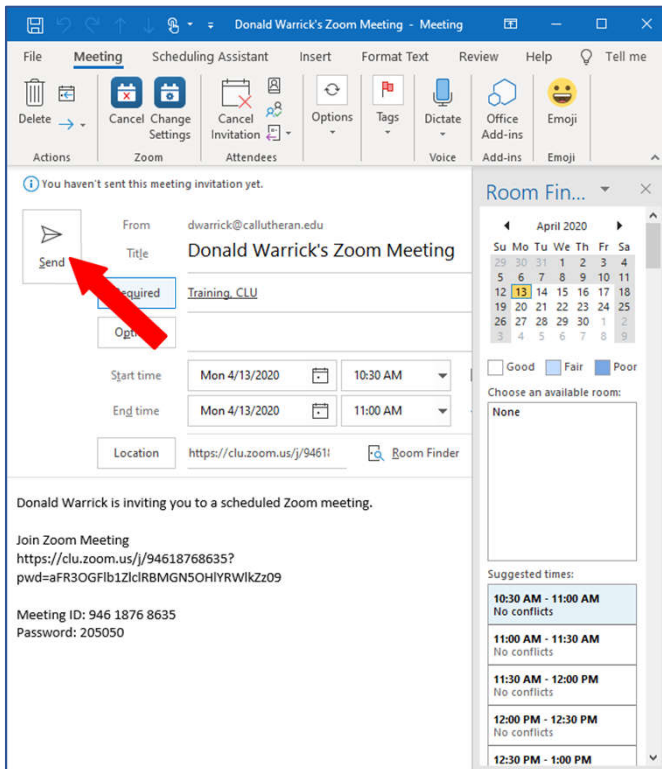 Donald Warrick's Zoom Meeting - Meeting
File Meeting Scheduling Assistant Insert Format Text Review Help Tell me
Delete
Cancel Change Settings
Cancel Invitation
Options
Tags
Dictate
Office Add-ins
Emoji
Actions Zoom Attendees Voice Add-ins Emoji
You haven't sent this meeting invitation yet.
Send
From dwarrick@callutheran.edu
Title Donald Warrick's Zoom Meeting
Required Training, CLU
Start time Mon 4/13/2020 10:30 AM
End time Mon 4/13/2020 11:00 AM
Location https://clu.zoom.us/j/9461 Room Finder
Donald Warrick is inviting you to a scheduled Zoom meeting.
Join Zoom Meeting
https://clu.zoom.us/j/94618768635?
pwd=aFR3OGFlb1ZlclRBMGN5OHlYRWlkZz09
Meeting ID: 946 1876 8635
Password: 205050
Room Fin...
April 2020
Su Mo Tu We Th Fr Sa
29 30 31 1 2 3 4
5 6 7 8 9 10 11
12 13 14 15 16 17 18
19 20 21 22 23 24 25
26 27 28 29 30 1 2
3 4 5 6 7 8 9
Good Fair Poor
Choose an available room:
None
Suggested times:
10:30 AM - 11:00 AM
No conflicts
11:00 AM - 11:30 AM
No conflicts
11:30 AM - 12:00 PM
No conflicts
12:00 PM - 12:30 PM
No conflicts
12:30 PM - 1:00 PM